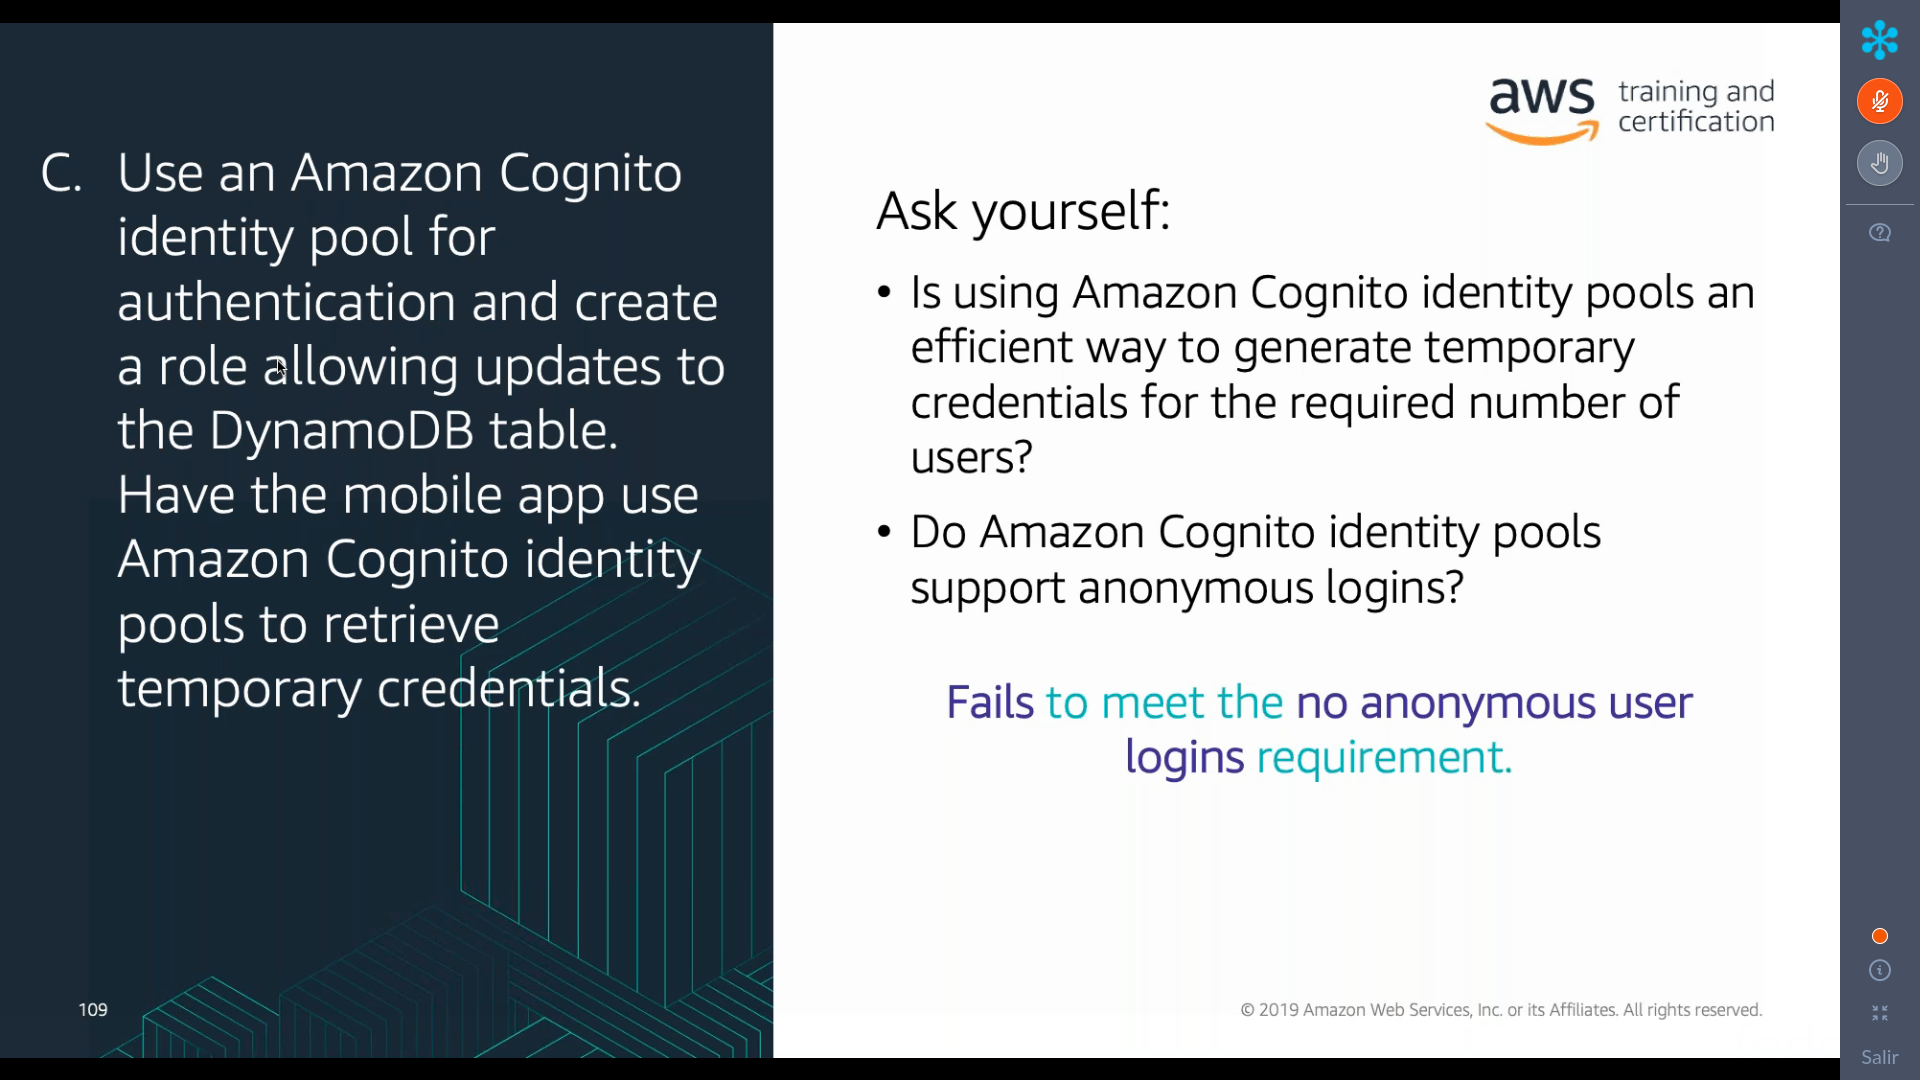 C. Use an Amazon Cognito
identity pool for
authentication and create
a role allowing updates to
the DynamoDB table.
Have the mobile app use
Amazon Cognito identity
pools to retrieve
temporary credentials.
109
aws training and
certification
Ask yourself:
• Is using Amazon Cognito identity pools an
efficient way to generate temporary
credentials for the required number of
users?
• Do Amazon Cognito identity pools
support anonymous logins?
Fails to meet the no anonymous user
logins requirement.
© 2019 Amazon Web Services, Inc. or its Affiliates. All rights reserved.
Salir